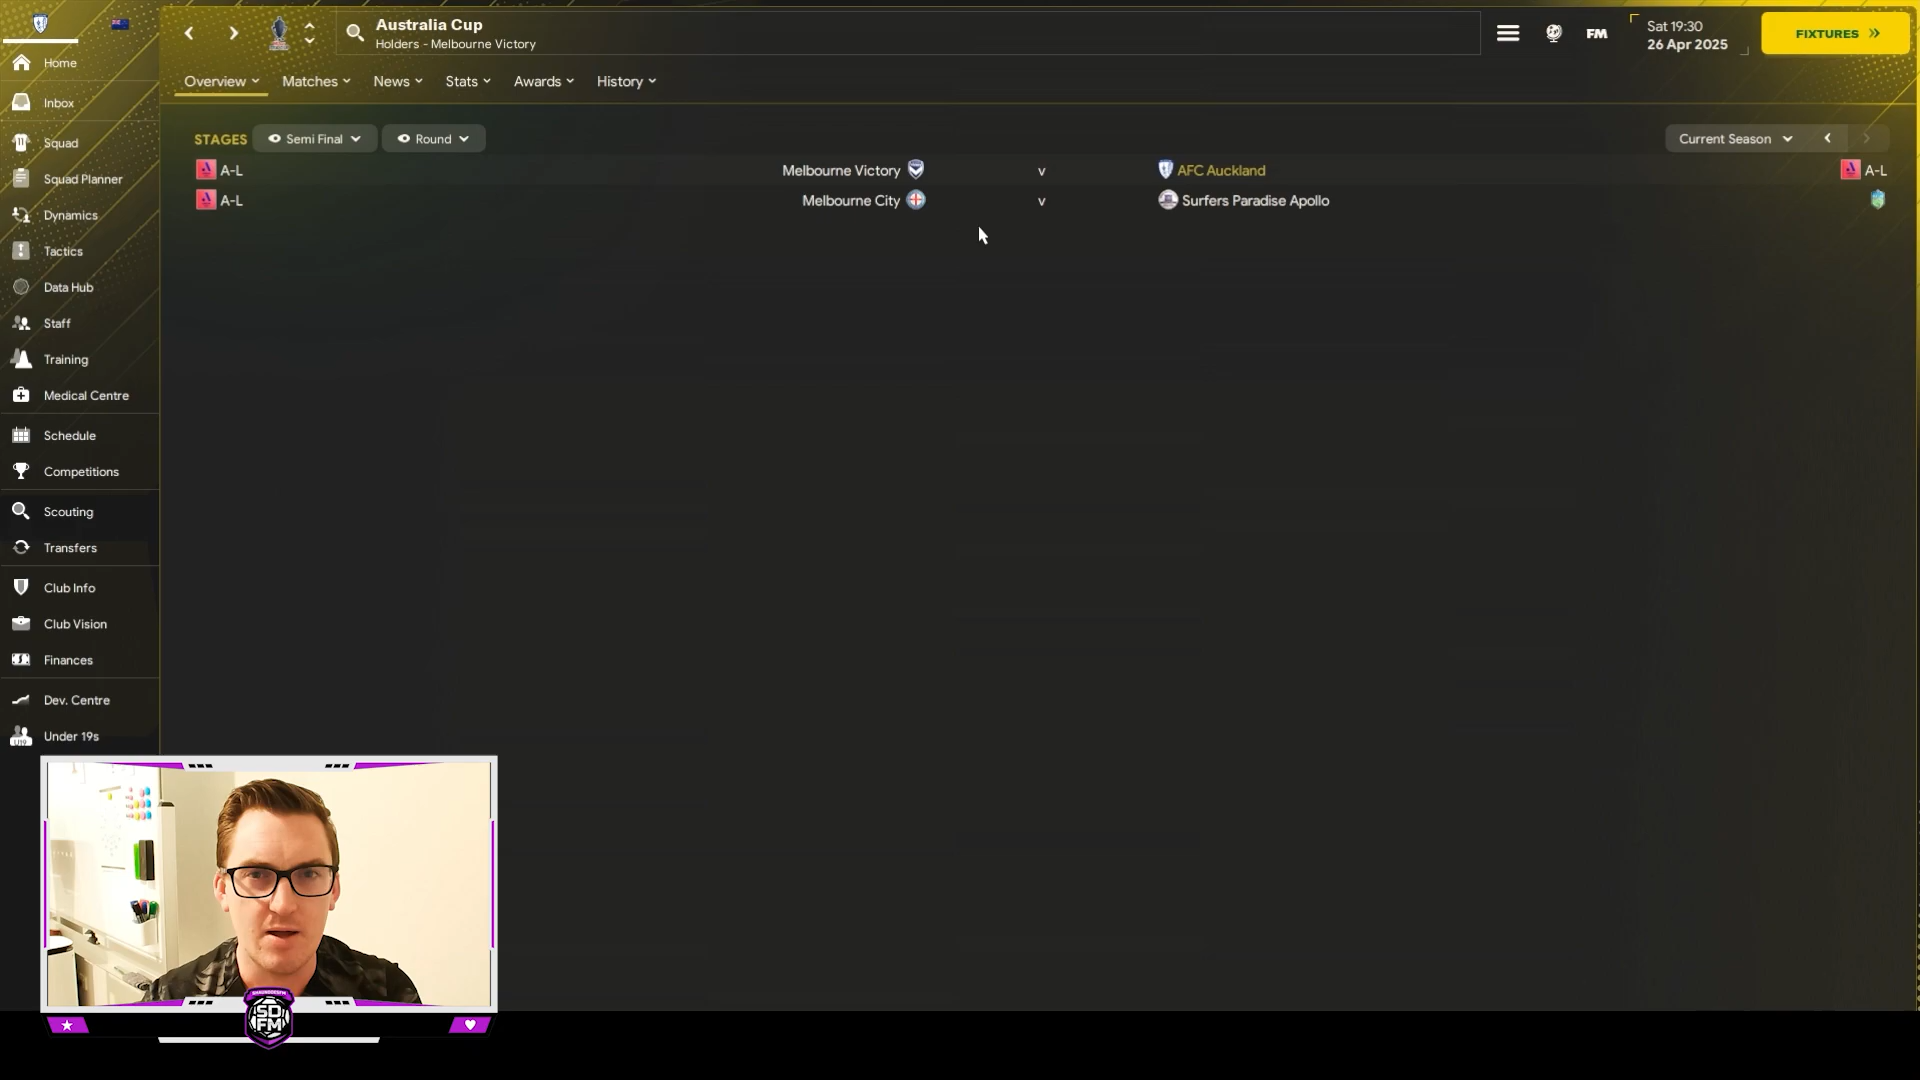 Australia Cup
Holders - Melbourne Victory
FM
Sat 19:30
26 Apr 2025
FIXTURES
Home
Overview
Matches
News
Stats
Awards
History
Inbox
STAGES
Semi Final
Round
Current Season
Squad
A-L
Melbourne Victory
v
AFC Auckland
A-L
Squad Planner
A-L
Melbourne City
v
Surfers Paradise Apollo
Dynamics
Tactics
Data Hub
Staff
Training
Medical Centre
Schedule
Competitions
Scouting
Transfers
Club Info
Club Vision
Finances
Dev. Centre
Under 19s
U19
SD
FM